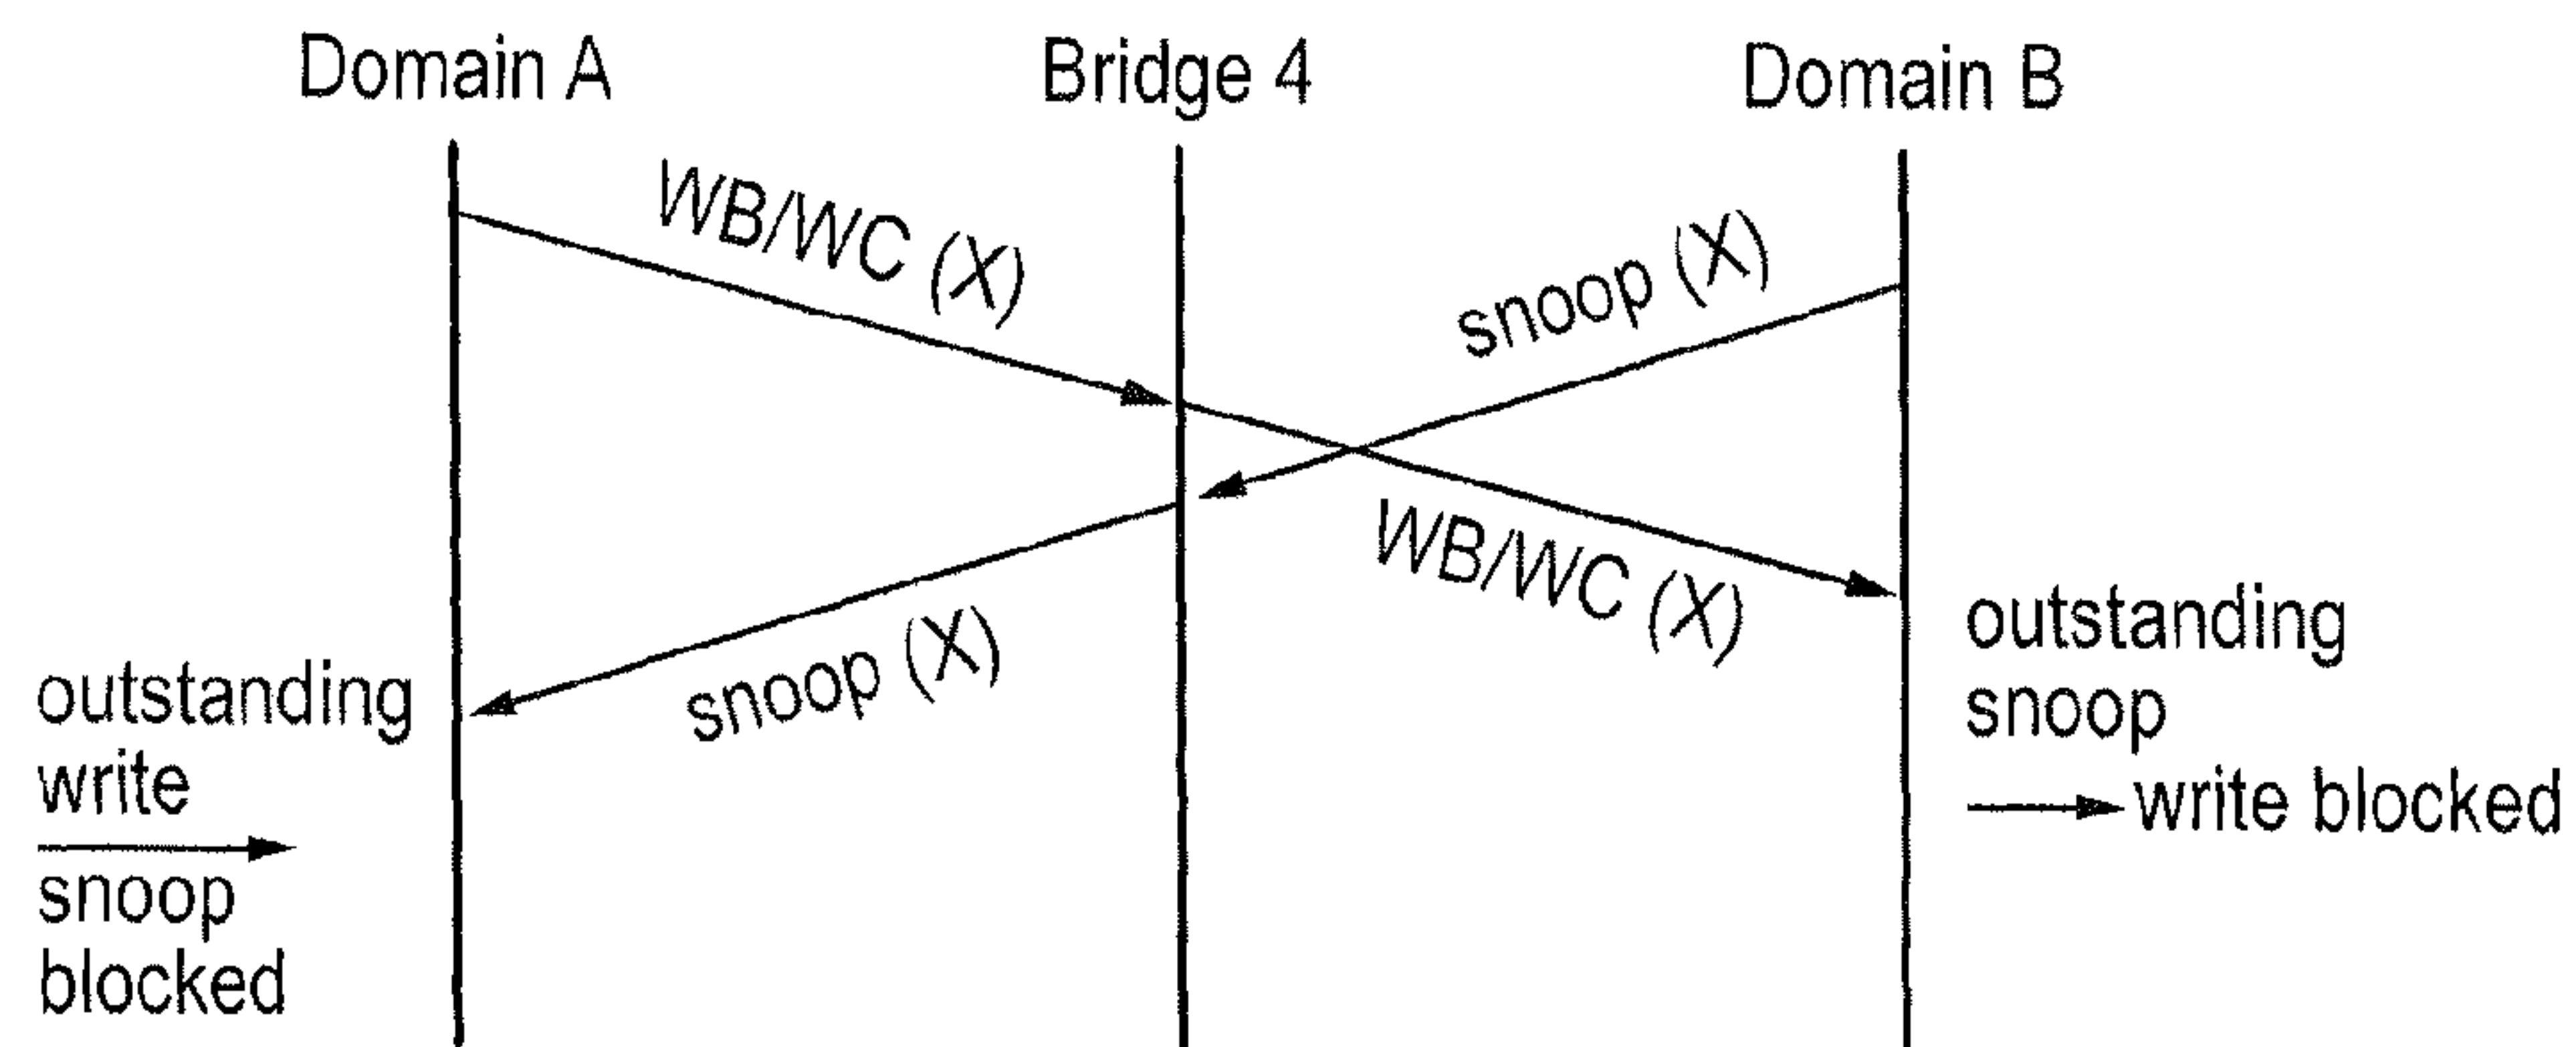 Domain A
Bridge 4
Domain B
WB/WC (X)
snoop (X)
WB/WC (X)
snoop (X)
outstanding
write
snoop
blocked
outstanding
snoop
write blocked